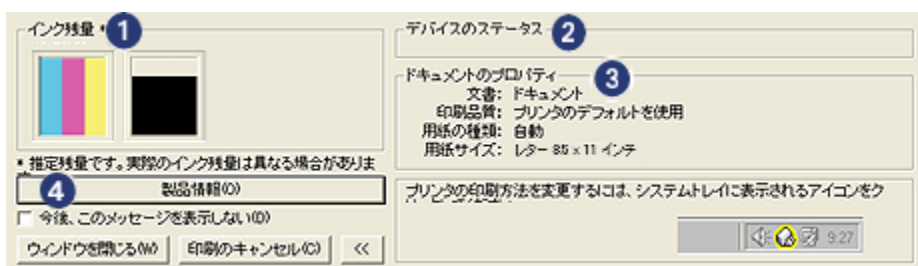 インク残量 *
1
デバイスのステータス
2
ドキュメントのプロパティ
3
文書: ドキュメント
印刷品質: プリンタのデフォルトを使用
用紙の種類: 自動
用紙サイズ: レター 8.5 x 11 インチ
* 推定残量です。実際のインク残量は異なる場合がありま
4
製品情報(O)
今後、このメッセージを表示しない(D)
ウィンドウを閉じる(W)
印刷のキャンセル(C)
<<
プリンタの印刷方法を変更するには、システムトレイに表示されるアイコンをク
9:27